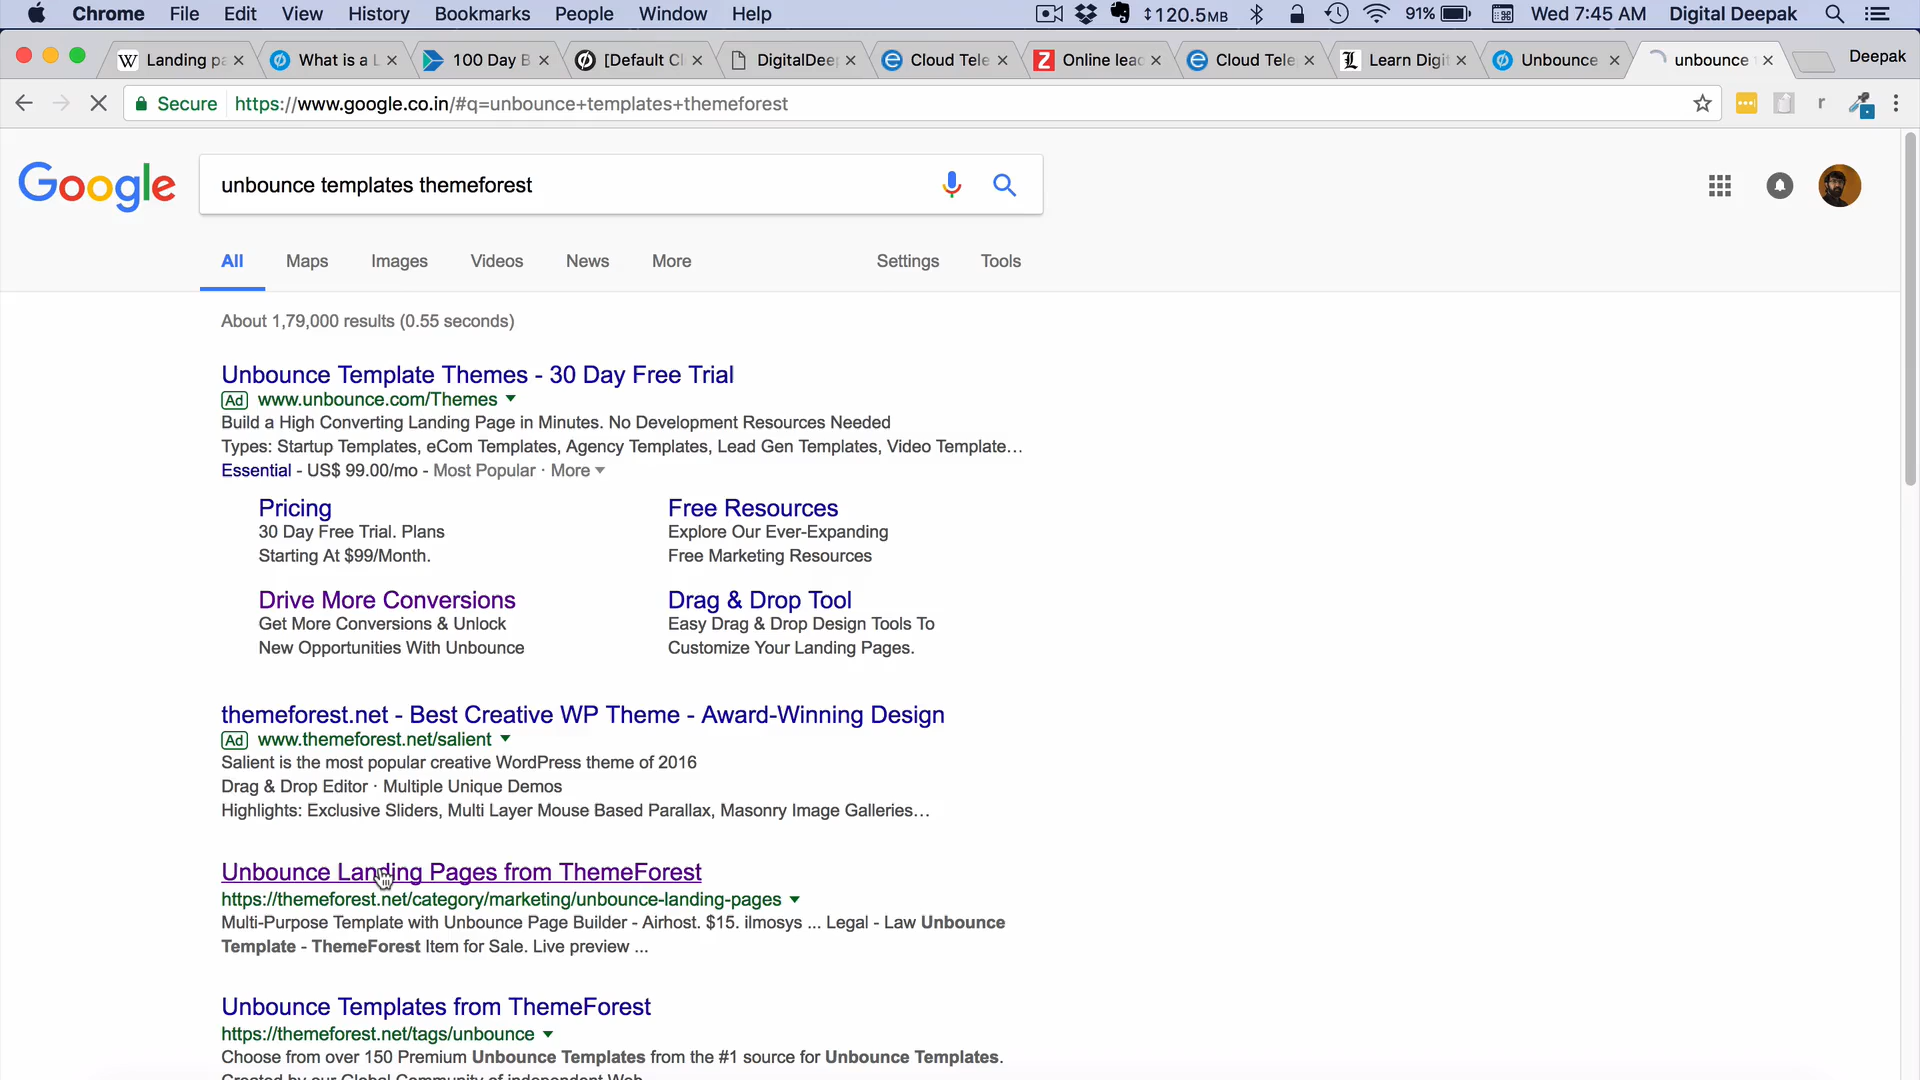 Chrome File Edit View History Bookmarks People Window Help
↕120.5MB 91% Wed 7:45 AM Digital Deepak
W Landing pa × What is a L × 100 Day B × [Default Cl × DigitalDeep × Cloud Tele × Z Online leac × Cloud Tele × L Learn Digit × Unbounce × unbounce × Deepak
Secure https://www.google.co.in/#q=unbounce+templates+themeforest r
Google unbounce templates themeforest
All Maps Images Videos News More Settings Tools
About 1,79,000 results (0.55 seconds)
Unbounce Template Themes - 30 Day Free Trial
Ad www.unbounce.com/Themes
Build a High Converting Landing Page in Minutes. No Development Resources Needed
Types: Startup Templates, eCom Templates, Agency Templates, Lead Gen Templates, Video Template…
Essential - US$ 99.00/mo - Most Popular · More
Pricing
30 Day Free Trial. Plans
Starting At $99/Month.
Free Resources
Explore Our Ever-Expanding
Free Marketing Resources
Drive More Conversions
Get More Conversions & Unlock
New Opportunities With Unbounce
Drag & Drop Tool
Easy Drag & Drop Design Tools To
Customize Your Landing Pages.
themeforest.net - Best Creative WP Theme - Award-Winning Design
Ad www.themeforest.net/salient
Salient is the most popular creative WordPress theme of 2016
Drag & Drop Editor · Multiple Unique Demos
Highlights: Exclusive Sliders, Multi Layer Mouse Based Parallax, Masonry Image Galleries…
Unbounce Landing Pages from ThemeForest
https://themeforest.net/category/marketing/unbounce-landing-pages
Multi-Purpose Template with Unbounce Page Builder - Airhost. $15. ilmosys ... Legal - Law Unbounce
Template - ThemeForest Item for Sale. Live preview ...
Unbounce Templates from ThemeForest
https://themeforest.net/tags/unbounce
Choose from over 150 Premium Unbounce Templates from the #1 source for Unbounce Templates.
Created by our Global Community of independent Web